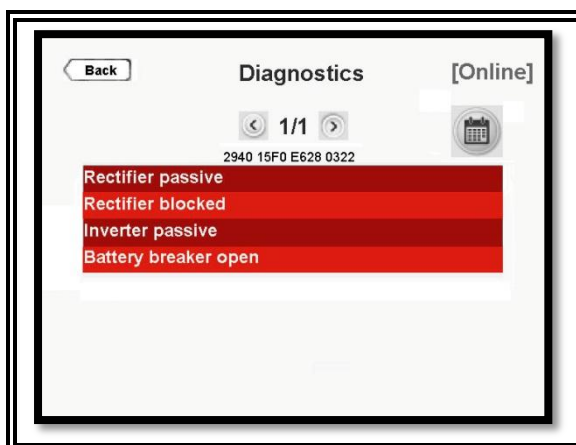 Back
Diagnostics
[Online]
1/1
2940 15F0 E628 0322
Rectifier passive
Rectifier blocked
Inverter passive
Battery breaker open